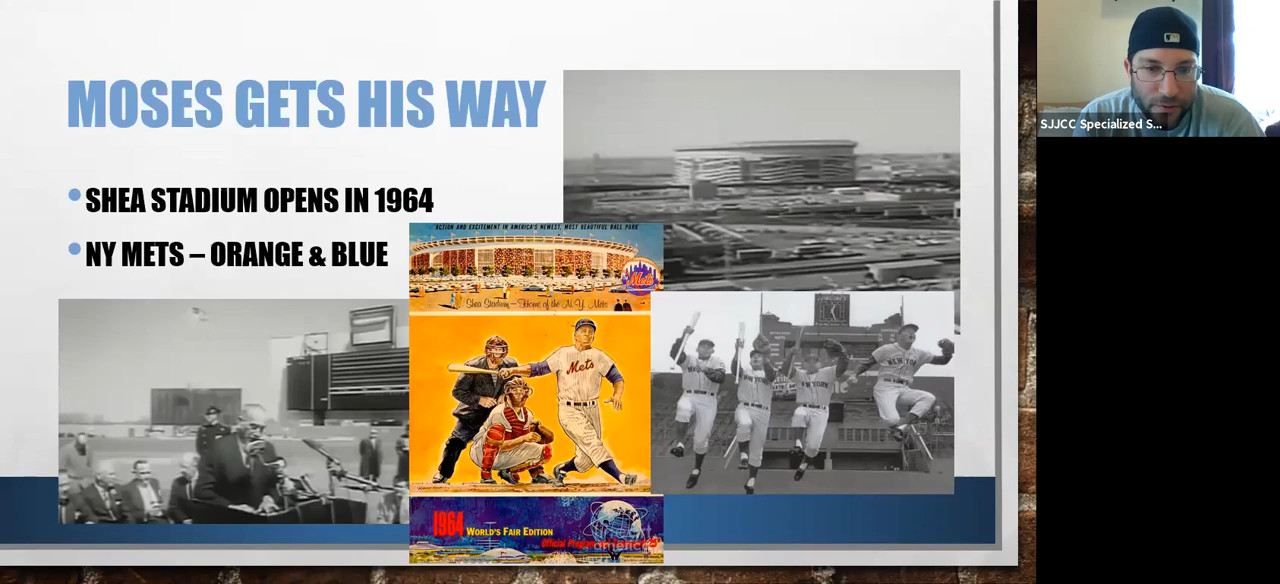 MOSES GETS HIS WAY
SHEA STADIUM OPENS IN 1964
NY METS – ORANGE & BLUE
ACTION AND EXCITEMENT IN AMERICA'S NEWEST, MOST BEAUTIFUL BALL PARK
Mets
Shea Stadium – Home of the N.Y. Mets
Mets
NEW YORK
YORK
1964 WORLD'S FAIR EDITION
Official Program
america
SJJCC Specialized S...